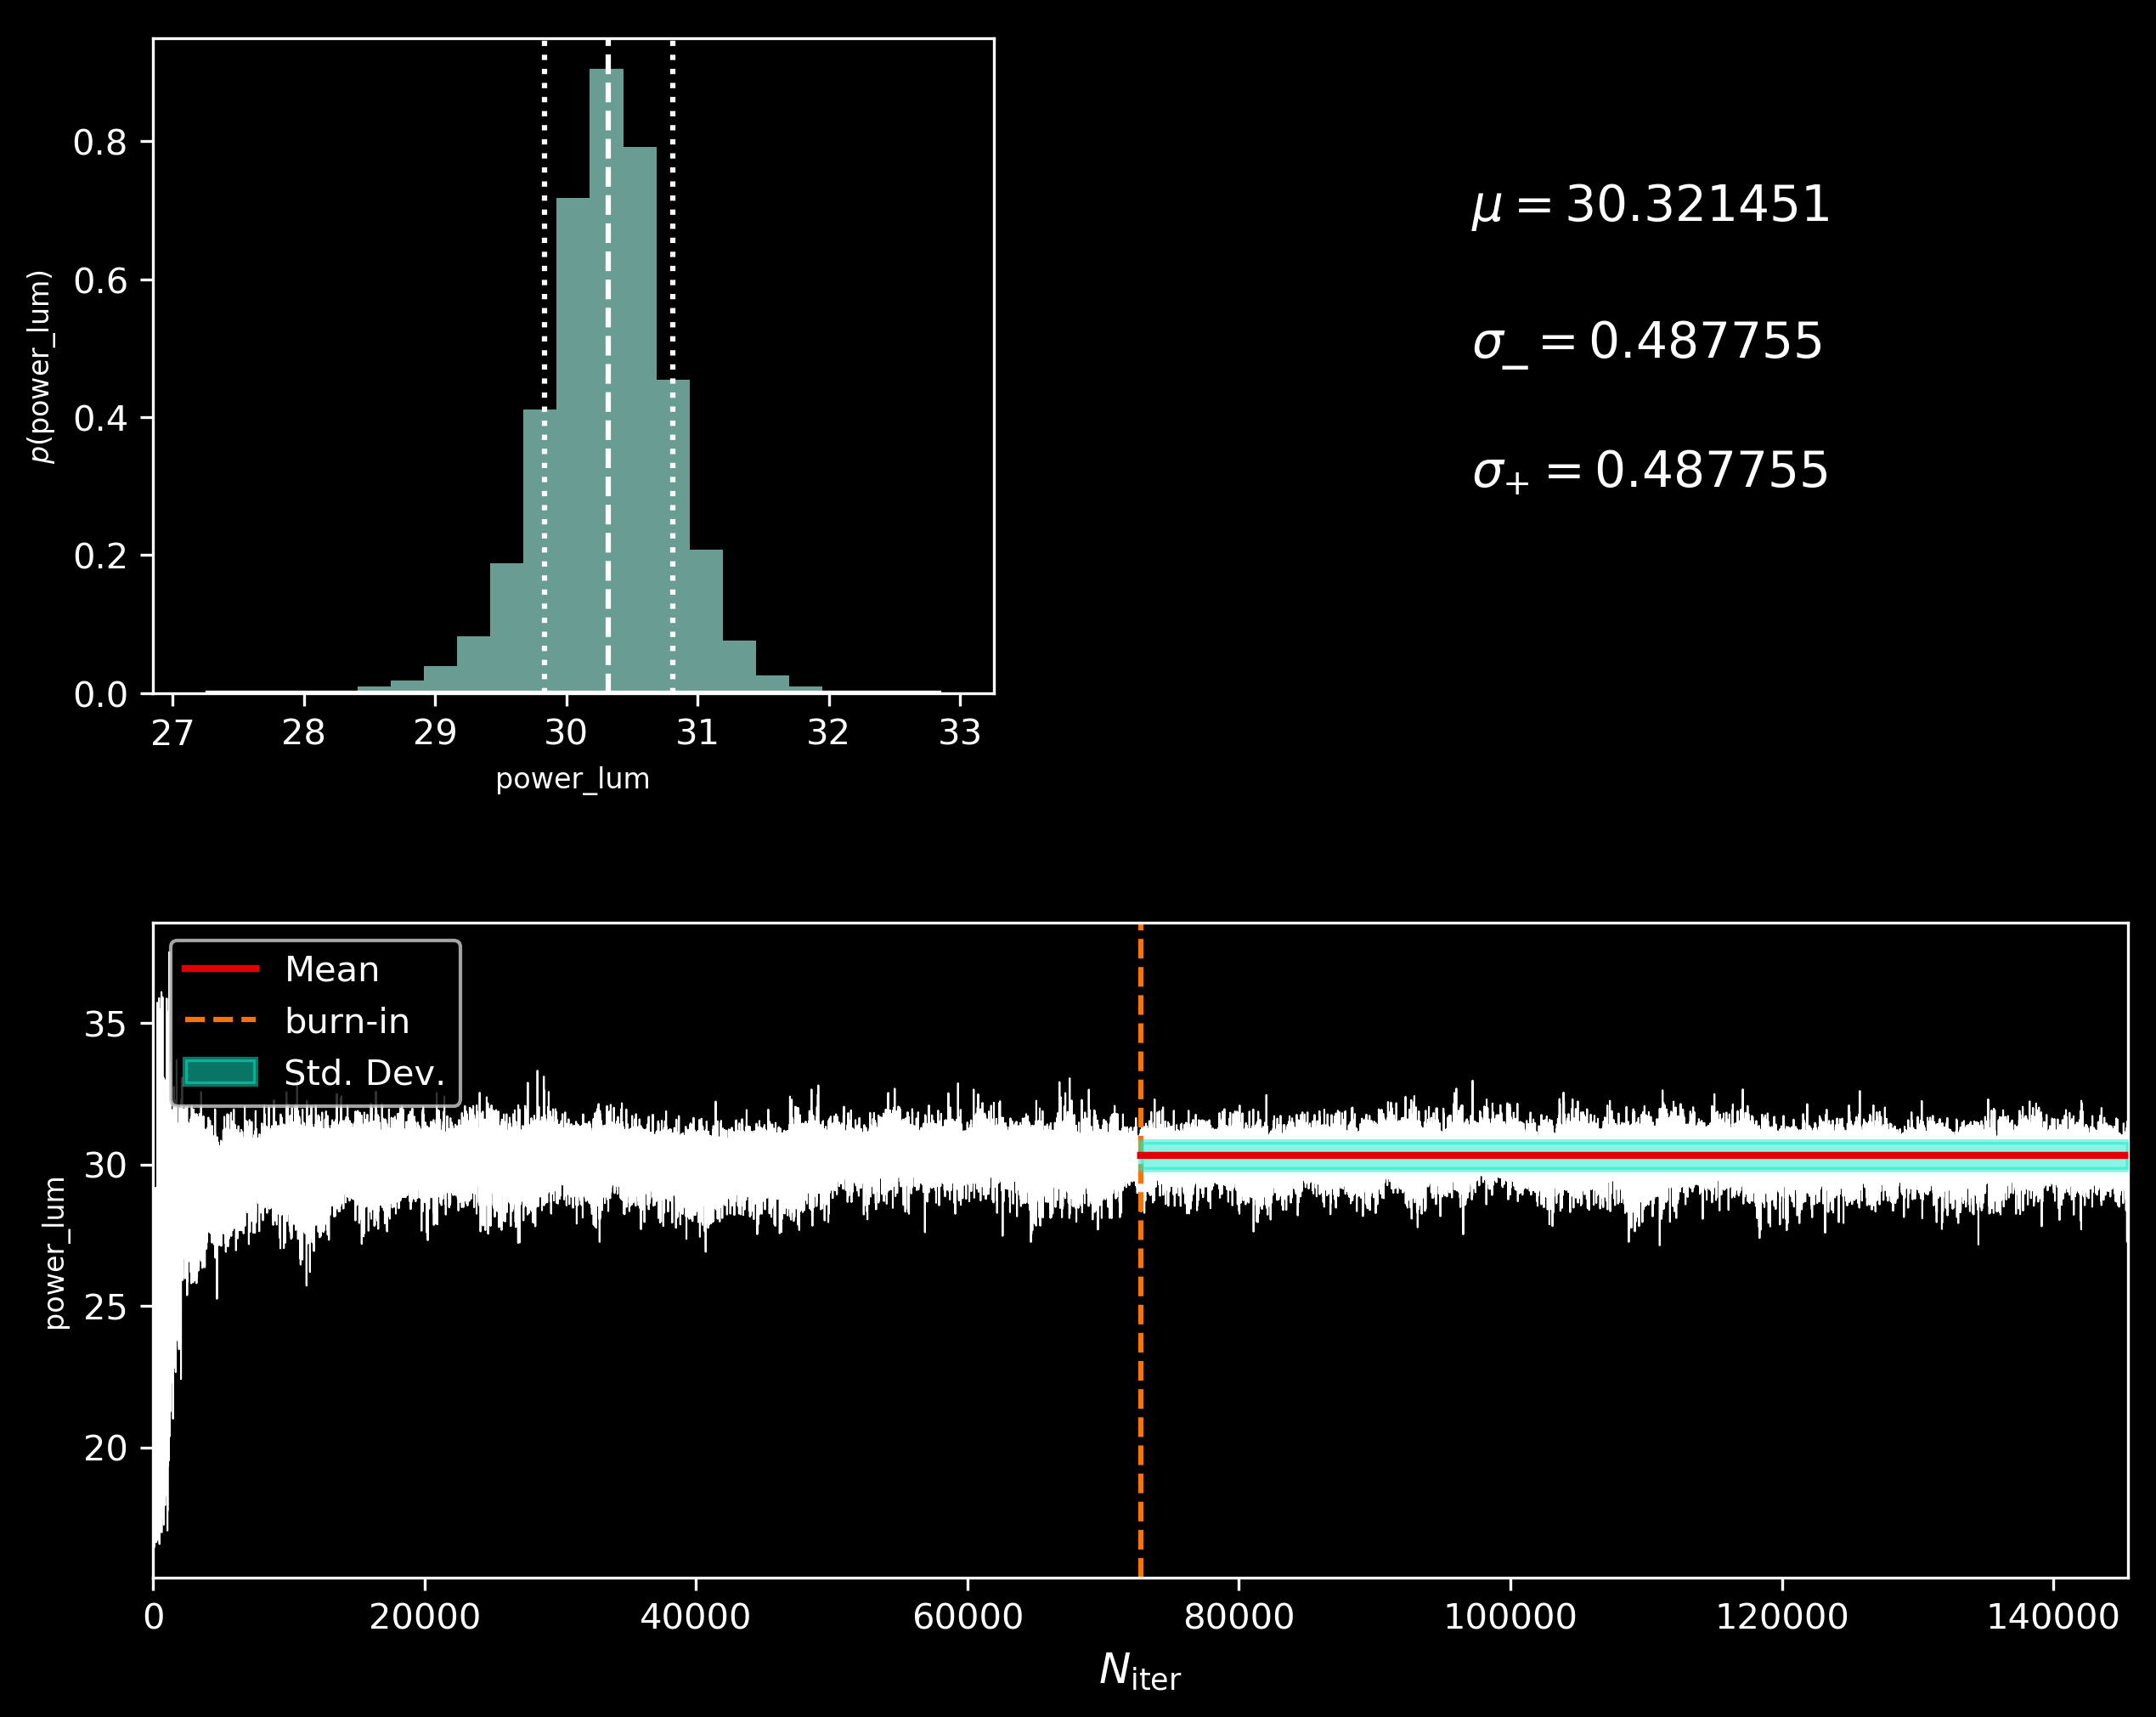 0.8
0.6
0.4
0.2
0.0
p(power_lum)
27 28 29 30 31 32 33
power_lum
μ = 30.321451
σ_ = 0.487755
σ+ = 0.487755
Mean
burn-in
Std. Dev.
35
30
25
20
power_lum
0 20000 40000 60000 80000 100000 120000 140000
Niter